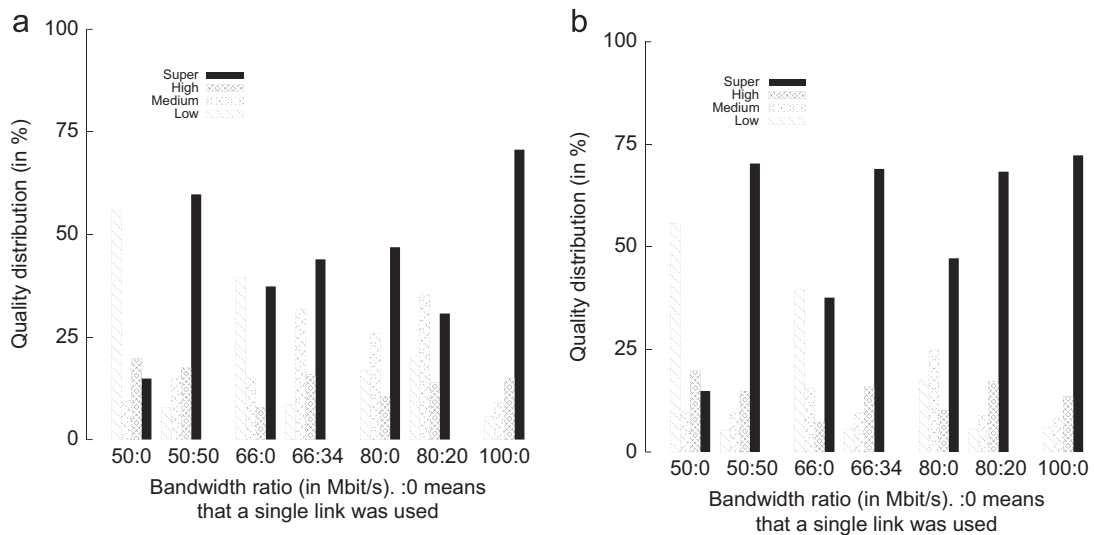 a
100
75
50
25
0
Quality distribution (in %)
Super
High
Medium
Low
50:0 50:50 66:0 66:34 80:0 80:20 100:0
Bandwidth ratio (in Mbit/s). :0 means
that a single link was used
b
100
75
50
25
0
Quality distribution (in %)
Super
High
Medium
Low
50:0 50:50 66:0 66:34 80:0 80:20 100:0
Bandwidth ratio (in Mbit/s). :0 means
that a single link was used